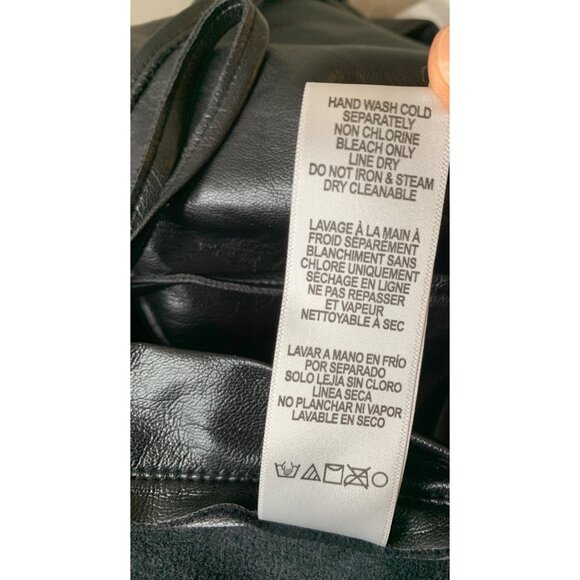 HAND WASH COLD
SEPARATELY
NON CHLORINE
BLEACH ONLY
LINE DRY
DO NOT IRON & STEAM
DRY CLEANABLE
LAVAGE À LA MAIN À
FROID SÉPARÉMENT
BLANCHIMENT SANS
CHLORE UNIQUEMENT
SÉCHAGE EN LIGNE
NE PAS REPASSER
ET VAPEUR
NETTOYABLE À SEC
LAVAR A MANO EN FRÍO
POR SEPARADO
SOLO LEJÍA SIN CLORO
LÍNEA SECA
NO PLANCHAR NI VAPOR
LAVABLE EN SECO